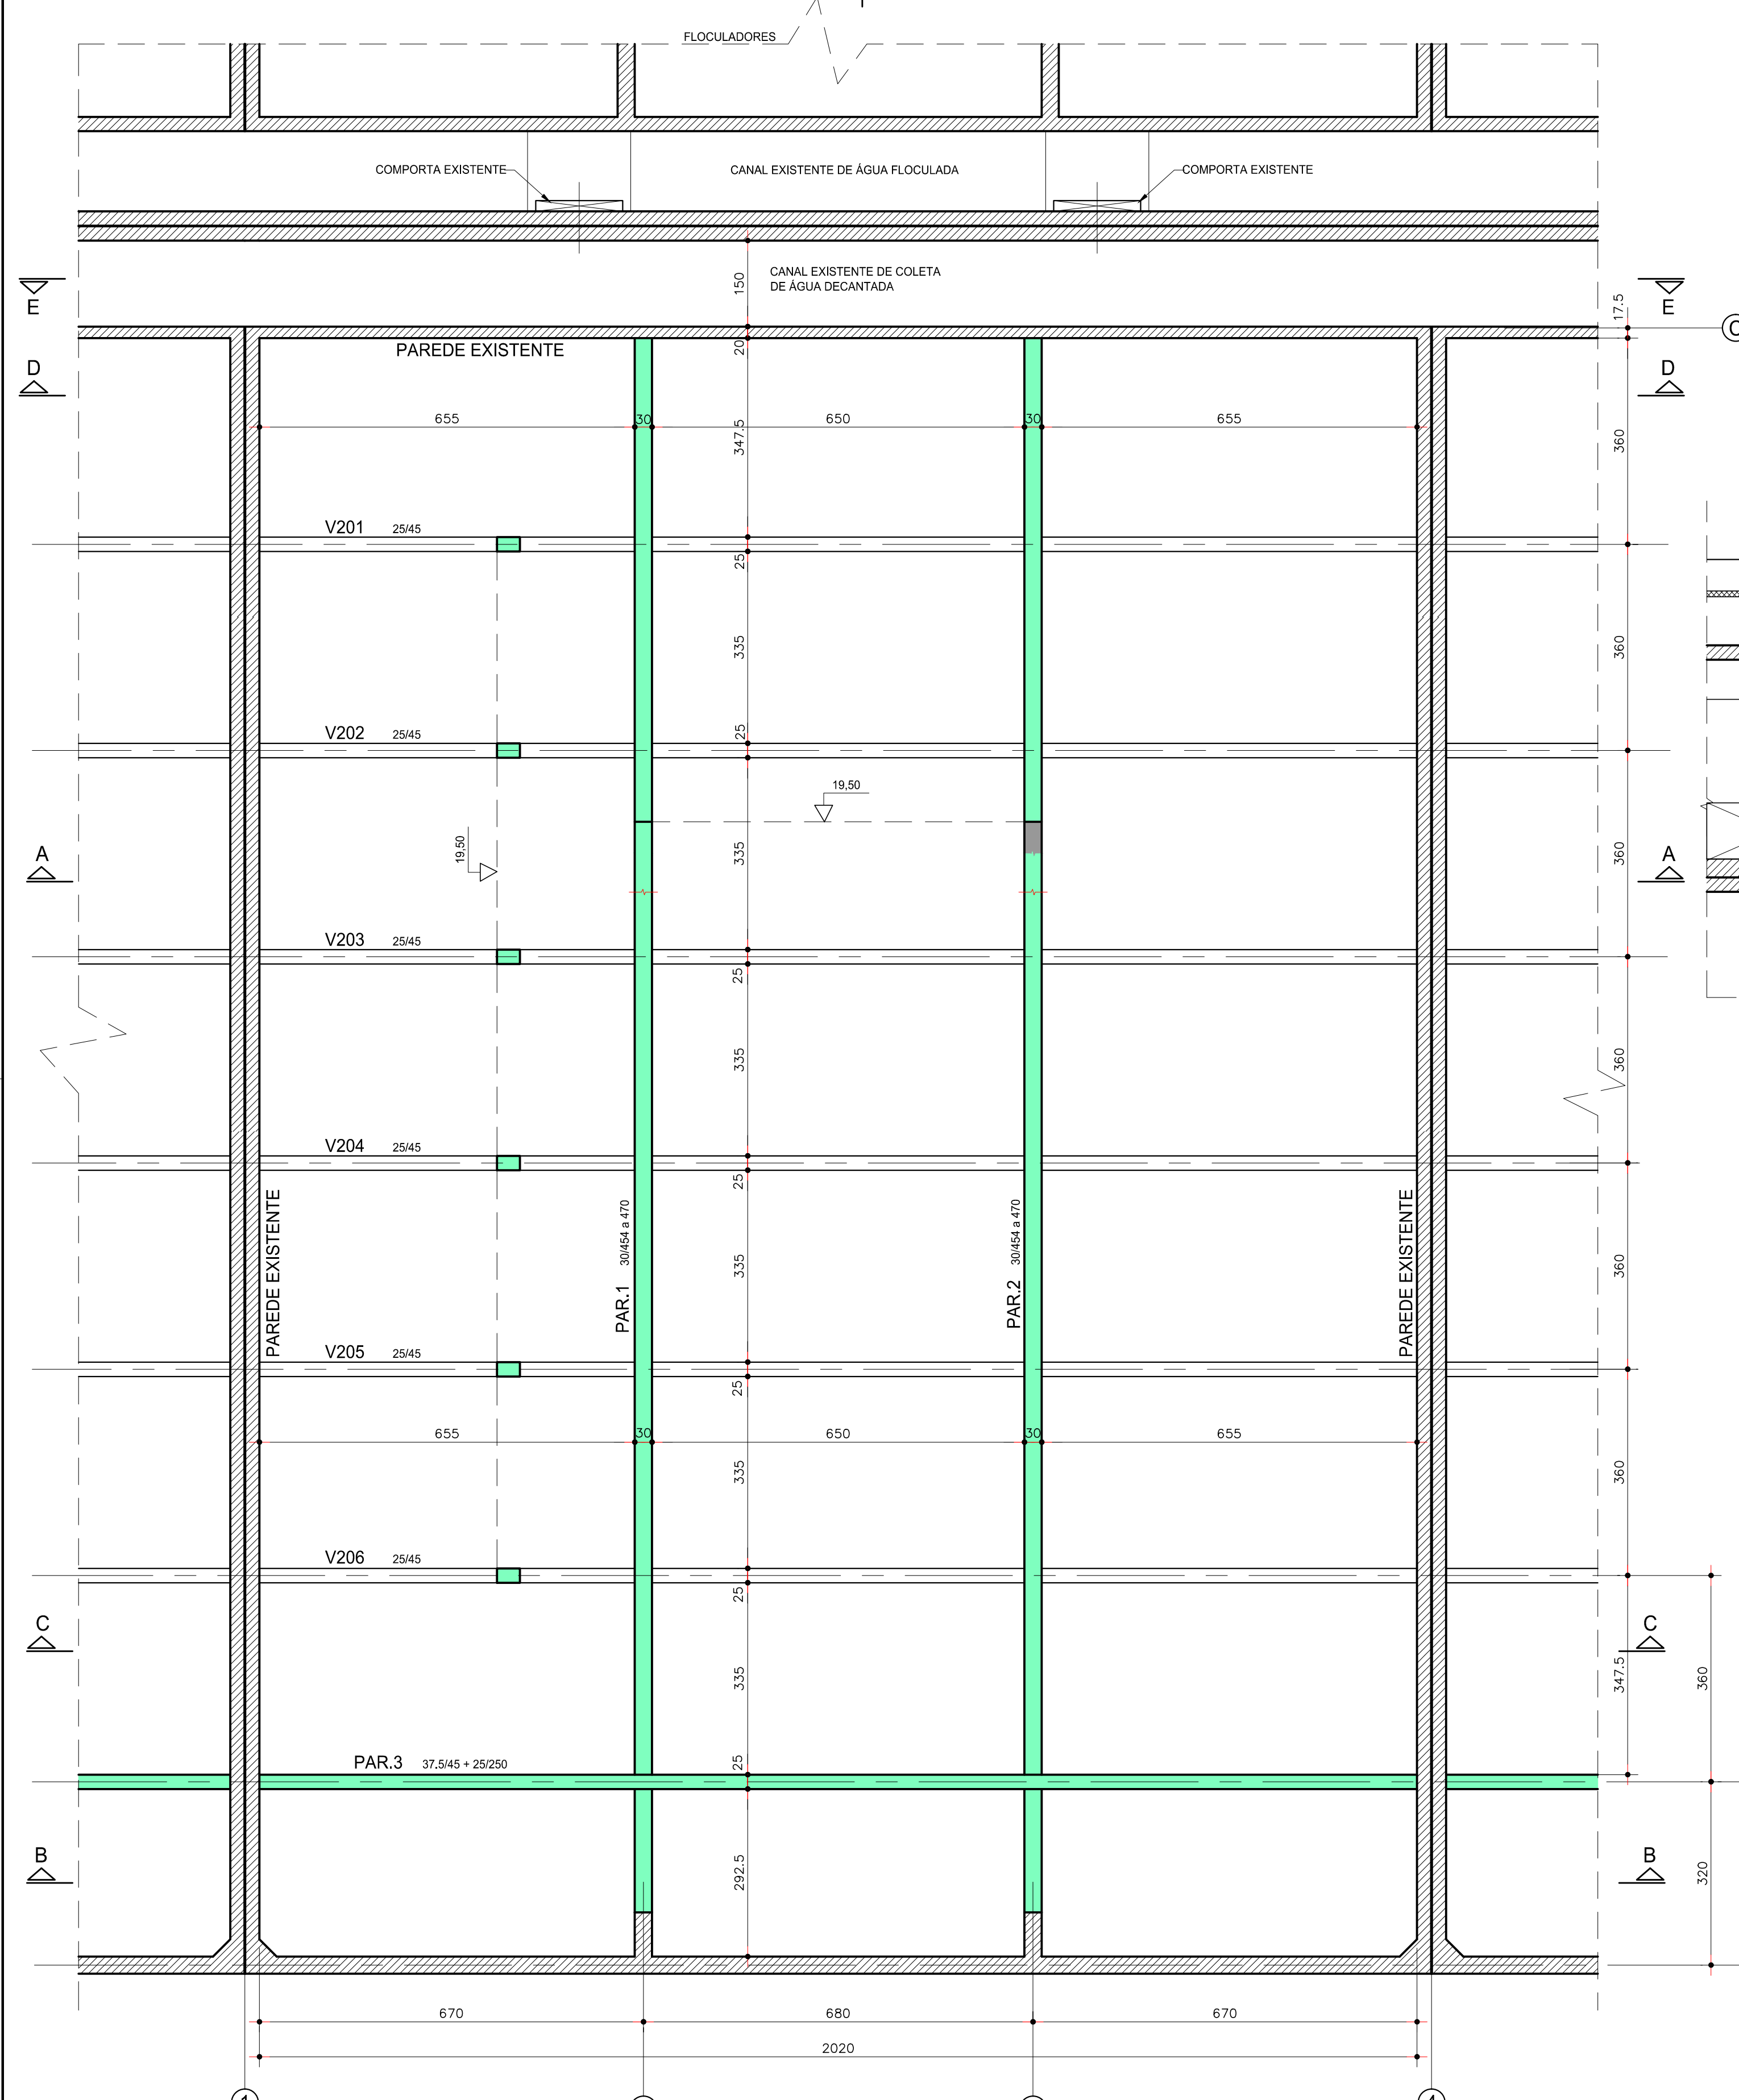 FLOCULADORES
COMPORTA EXISTENTE
CANAL EXISTENTE DE ÁGUA FLOCULADA
COMPORTA EXISTENTE
150
CANAL EXISTENTE DE COLETA
DE ÁGUA DECANTADA
E
E
17.5
C
20
PAREDE EXISTENTE
D
D
655
30
347.5
650
30
655
360
V201 25/45
25
335
360
V202 25/45
25
19,50
19,50
335
360
A
A
V203 25/45
25
335
360
V204 25/45
25
PAREDE EXISTENTE
PAR.1 30/454 a 470
335
PAR.2 30/454 a 470
PAREDE EXISTENTE
360
V205 25/45
25
655
30
650
30
655
335
360
V206 25/45
25
C
C
335
347.5
360
PAR.3 37.5/45 + 25/250
25
B
B
292.5
320
670
680
670
2020
1
4